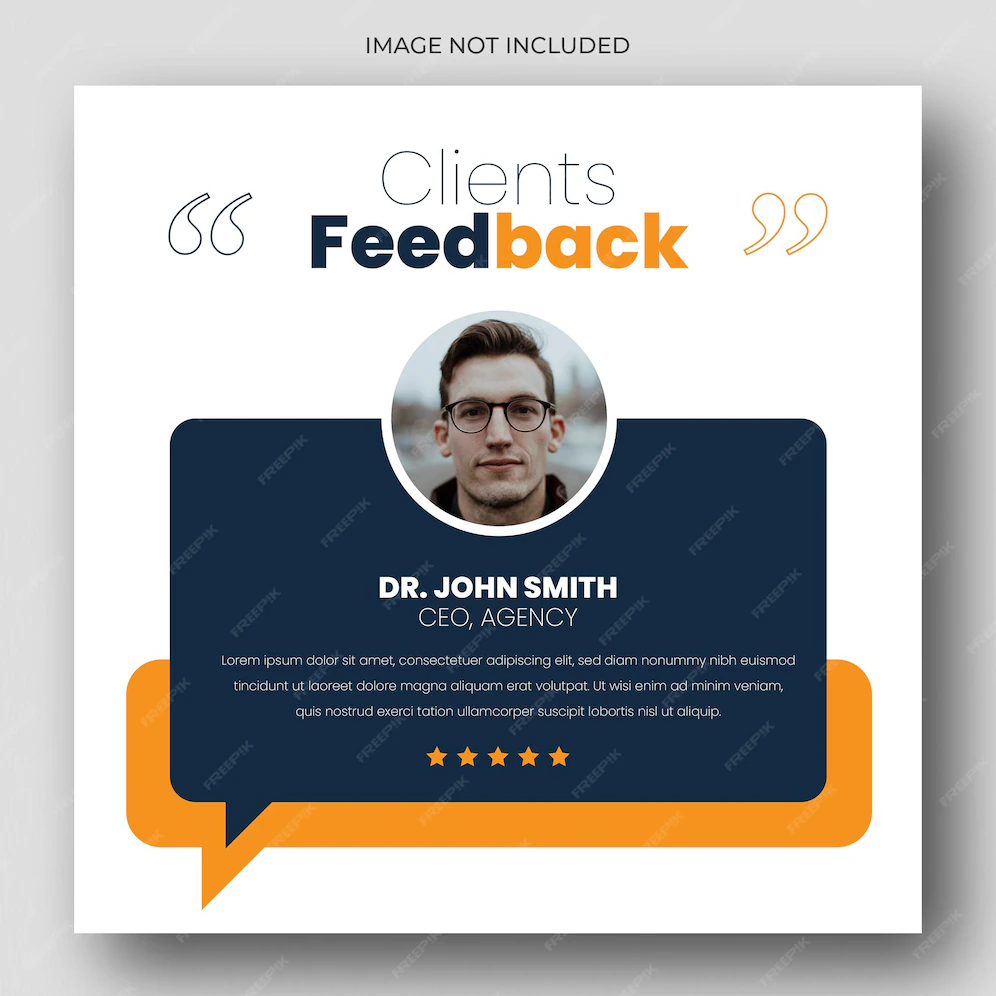 IMAGE NOT INCLUDED
Clients
Feedback
DR. JOHN SMITH
CEO, AGENCY
Lorem ipsum dolor sit amet, consectetuer adipiscing elit, sed diam nonummy nibh euismod
tincidunt ut laoreet dolore magna aliquam erat volutpat. Ut wisi enim ad minim veniam,
quis nostrud exerci tation ullamcorper suscipit lobortis nisl ut aliquip.
FREEPIK